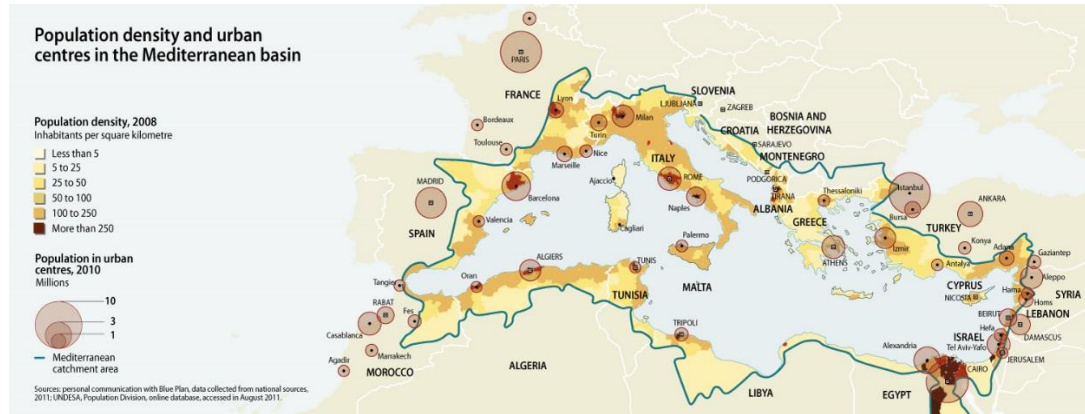 Population density and urban
centres in the Mediterranean basin
Population density, 2008
Inhabitants per square kilometre
Less than 5
5 to 25
25 to 50
50 to 100
100 to 250
More than 250
Population in urban
centres, 2010
Millions
10
3
1
Mediterranean
catchment area
Sources: personal communication with Blue Plan, data collected from national sources,
2011; UNDESA, Population Division, online database, accessed in August 2011.
PARIS
FRANCE
Lyon
Bordeaux
Toulouse
Marseille
Nice
Turin
Milan
SLOVENIA
LJUBLJANA
ZAGREB
CROATIA
BOSNIA AND
HERZEGOVINA
SARAJEVO
MONTENEGRO
PODGORICA
TIRANA
ALBANIA
ITALY
ROME
Naples
Ajaccio
Cagliari
Palermo
MADRID
SPAIN
Barcelona
Valencia
GREECE
Thessaloniki
ATHENS
Istanbul
Bursa
ANKARA
TURKEY
Izmir
Konya
Antalya
Adana
Gaziantep
Aleppo
SYRIA
Hama
Homs
LEBANON
BEIRUT
DAMASCUS
CYPRUS
NICOSIA
ISRAEL
Hefa
Tel Aviv-Yafo
JERUSALEM
Alexandria
CAIRO
EGYPT
MALTA
TRIPOLI
LIBYA
TUNIS
TUNISIA
ALGIERS
Oran
ALGERIA
Tangier
RABAT
Fes
Casablanca
Marrakech
Agadir
MOROCCO